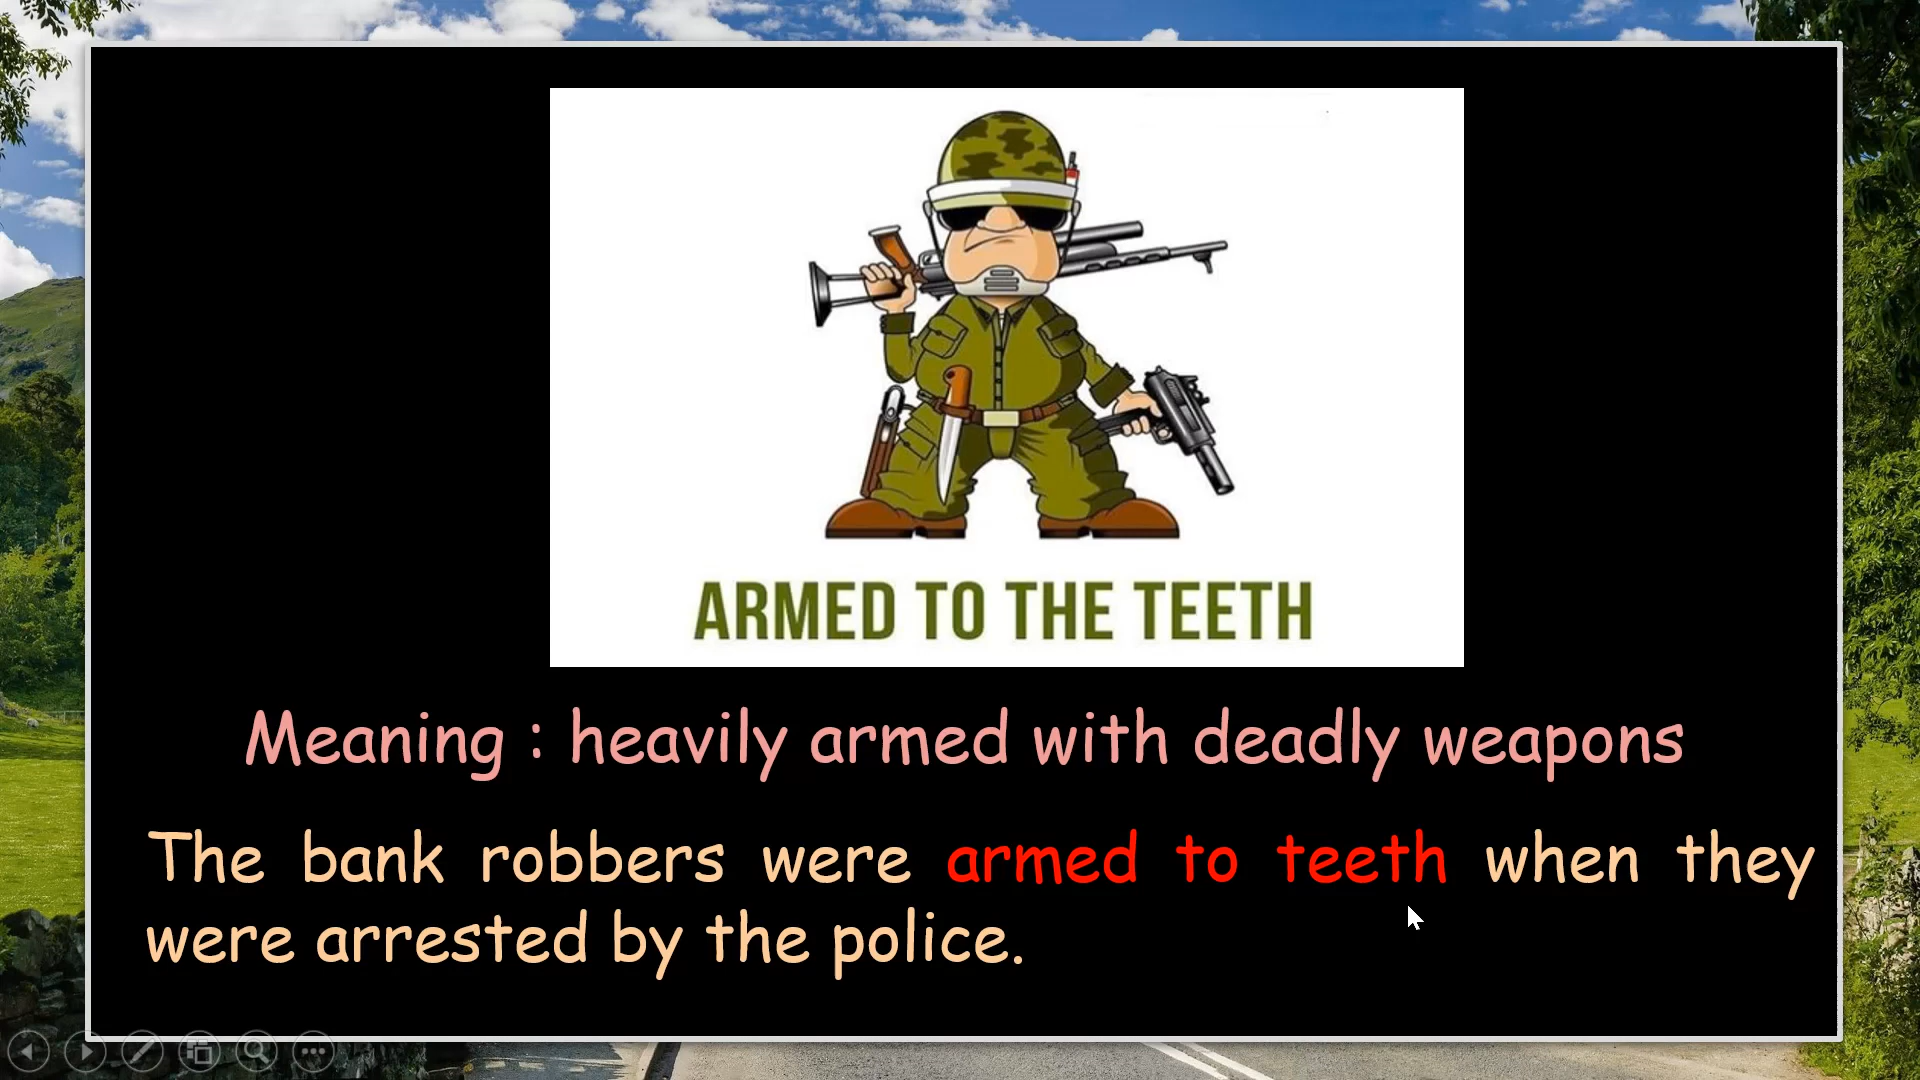 ARMED TO THE TEETH
Meaning : heavily armed with deadly weapons
The bank robbers were armed to teeth when they
were arrested by the police.